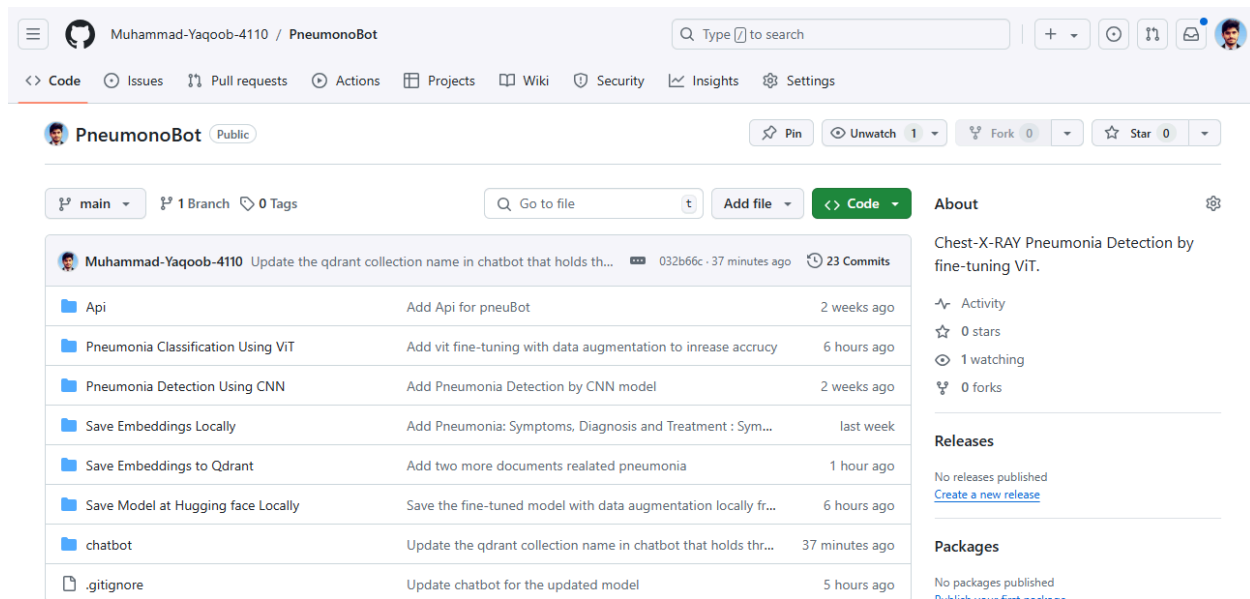 Muhammad-Yaqoob-4110 / PneumonoBot
Type / to search
Code Issues Pull requests Actions Projects Wiki Security Insights Settings
PneumonoBot Public
Pin Unwatch 1 Fork 0 Star 0
main 1 Branch 0 Tags Go to file t Add file Code
Muhammad-Yaqoob-4110 Update the qdrant collection name in chatbot that holds th... 032b66c · 37 minutes ago 23 Commits
Api Add Api for pneuBot 2 weeks ago
Pneumonia Classification Using ViT Add vit fine-tuning with data augmentation to inrease accrucy 6 hours ago
Pneumonia Detection Using CNN Add Pneumonia Detection by CNN model 2 weeks ago
Save Embeddings Locally Add Pneumonia: Symptoms, Diagnosis and Treatment : Sym... last week
Save Embeddings to Qdrant Add two more documents realated pneumonia 1 hour ago
Save Model at Hugging face Locally Save the fine-tuned model with data augmentation locally fr... 6 hours ago
chatbot Update the qdrant collection name in chatbot that holds thr... 37 minutes ago
.gitignore Update chatbot for the updated model 5 hours ago
About
Chest-X-RAY Pneumonia Detection by
fine-tuning ViT.
Activity
0 stars
1 watching
0 forks
Releases
No releases published
Create a new release
Packages
No packages published
Publish your first package